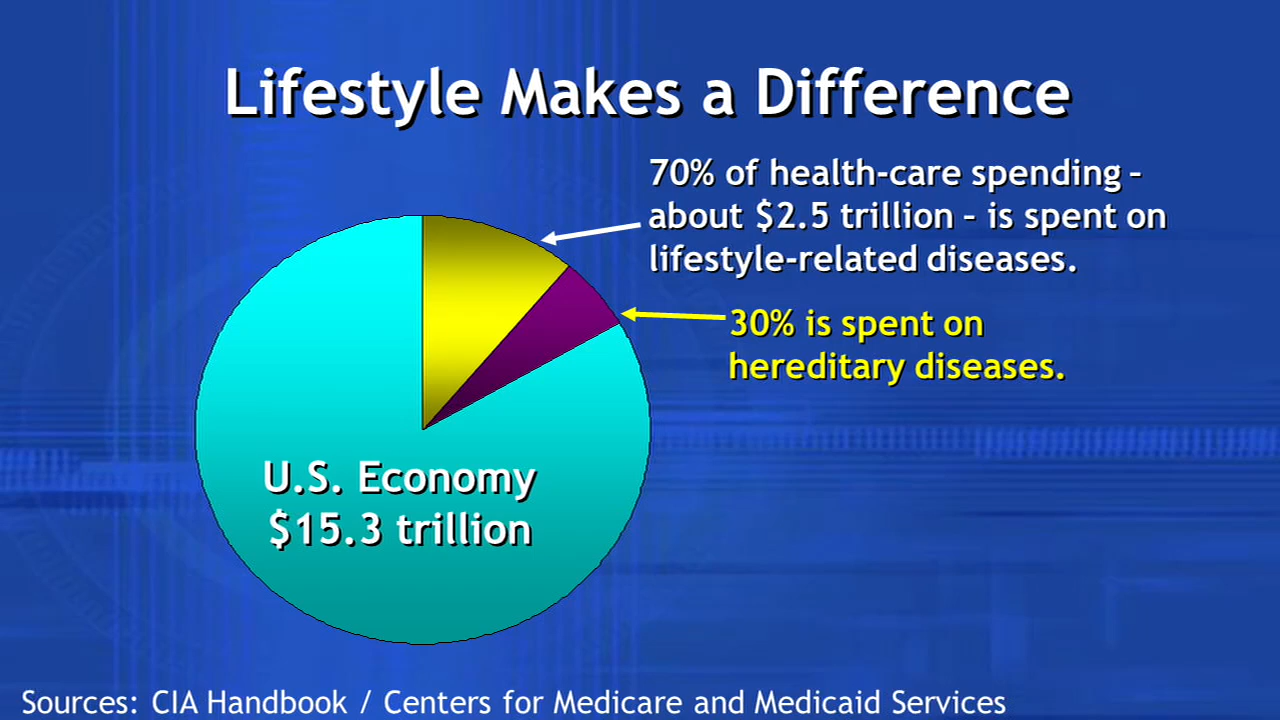 Lifestyle Makes a Difference
70% of health-care spending –
about $2.5 trillion – is spent on
lifestyle-related diseases.
30% is spent on
hereditary diseases.
U.S. Economy
$15.3 trillion
Sources: CIA Handbook / Centers for Medicare and Medicaid Services